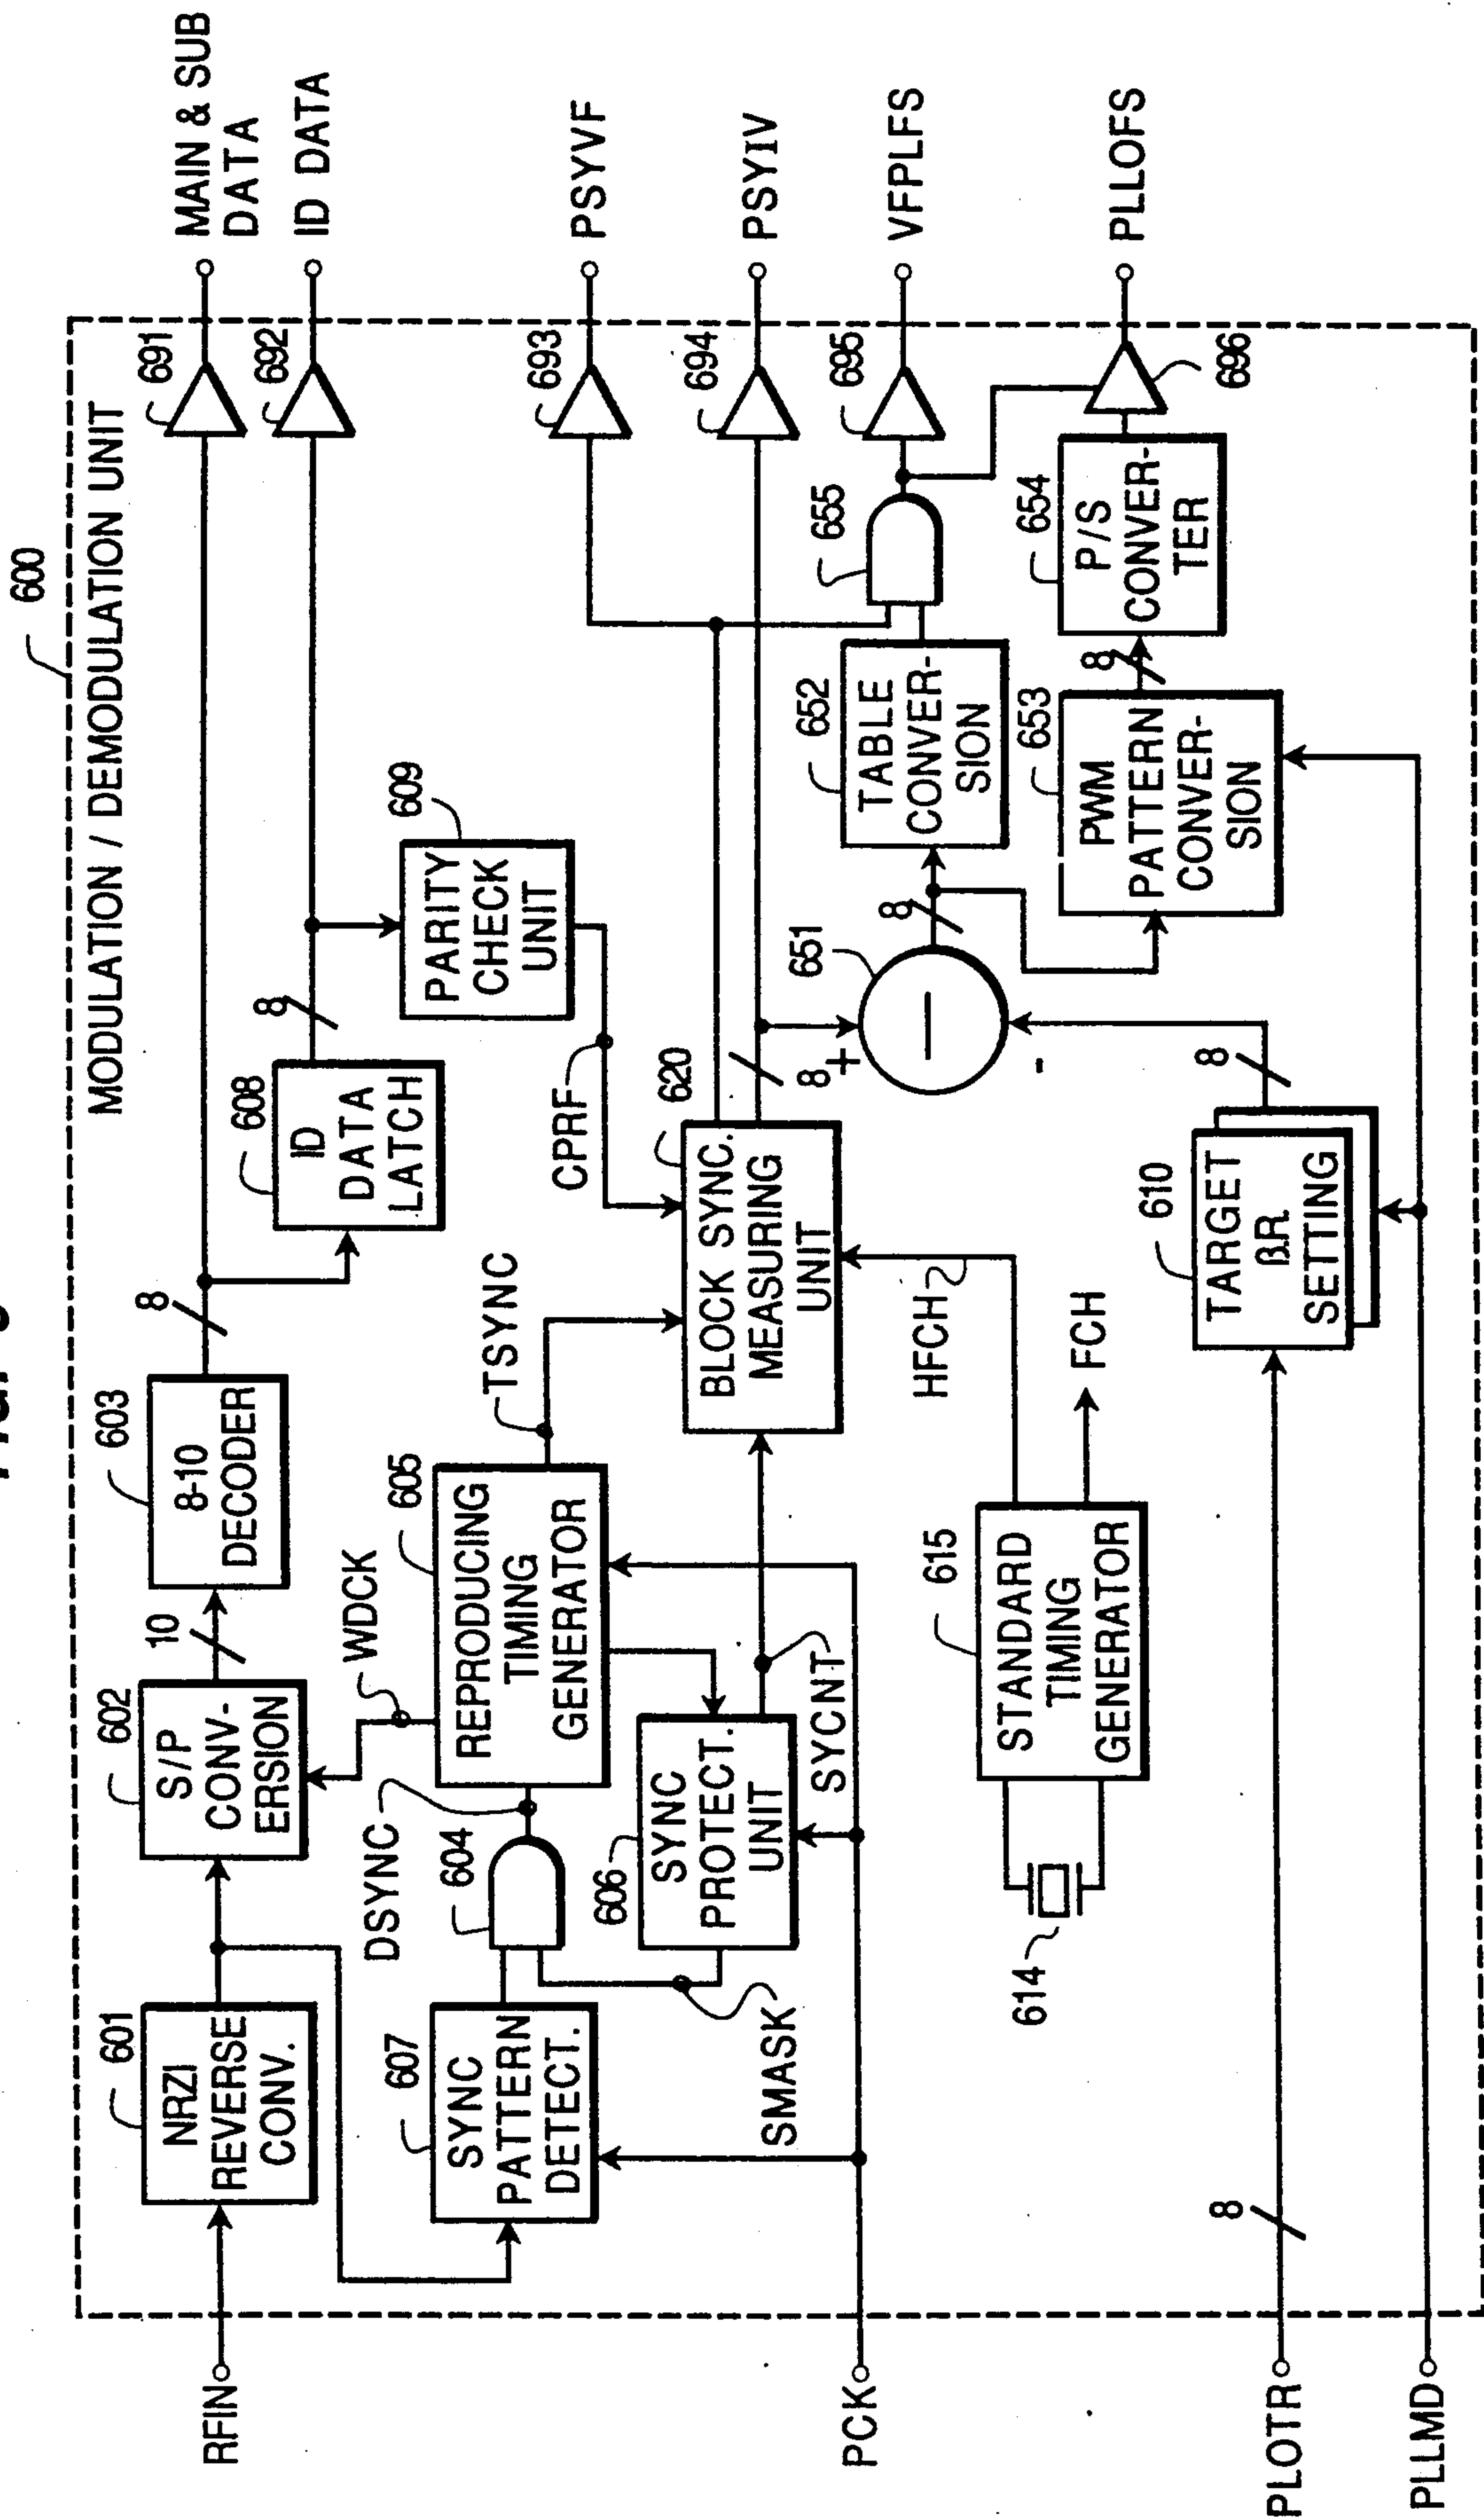 600
MODULATION / DEMODULATION UNIT
RFIN
601
NRZI
REVERSE
CONV.
602
S/P
CONV-
ERSION
10
603
8-10
DECODER
8
691
MAIN & SUB
DATA
608
ID
DATA
LATCH
8
692
ID DATA
609
PARITY
CHECK
UNIT
CPRF
607
SYNC
PATTERN
DETECT.
DSYNC
604
WDCK
605
REPRODUCING
TIMING
GENERATOR
TSYNC
606
SYNC
PROTECT.
UNIT
SMASK
SYCNT
620
BLOCK SYNC.
MEASURING
UNIT
693
PSYVF
694
PSYIV
8
+
651
-
8
652
TABLE
CONVER-
SION
655
695
VFPLFS
PCK
614
615
STANDARD
TIMING
GENERATOR
HFCH
FCH
610
TARGET
BR.
SETTING
8
653
PWM
PATTERN
CONVER-
SION
8
654
P/S
CONVER-
TER
696
PLLOFS
PLOTR
8
PLLMD